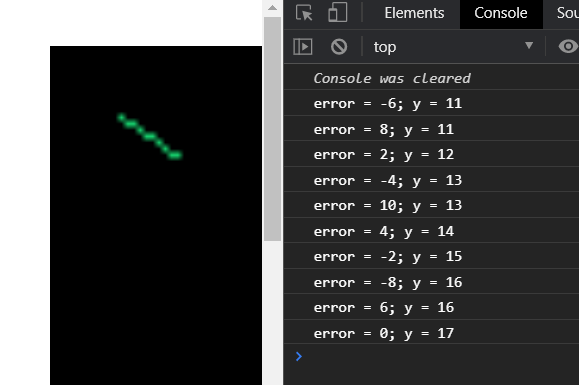 Elements Console Sou
top
Console was cleared
error = -6; y = 11
error = 8; y = 11
error = 2; y = 12
error = -4; y = 13
error = 10; y = 13
error = 4; y = 14
error = -2; y = 15
error = -8; y = 16
error = 6; y = 16
error = 0; y = 17